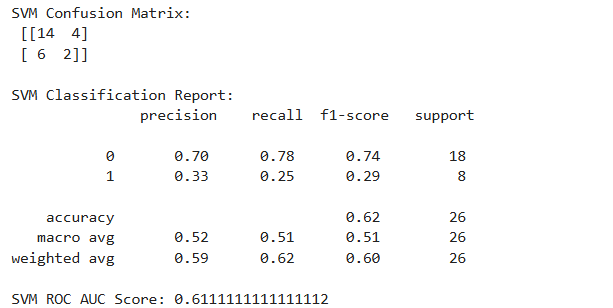 SVM Confusion Matrix:
[[14  4]
 [ 6  2]]
SVM Classification Report:
              precision    recall  f1-score   support
           0       0.70      0.78      0.74        18
           1       0.33      0.25      0.29         8
    accuracy                           0.62        26
   macro avg       0.52      0.51      0.51        26
weighted avg       0.59      0.62      0.60        26
SVM ROC AUC Score: 0.6111111111111112